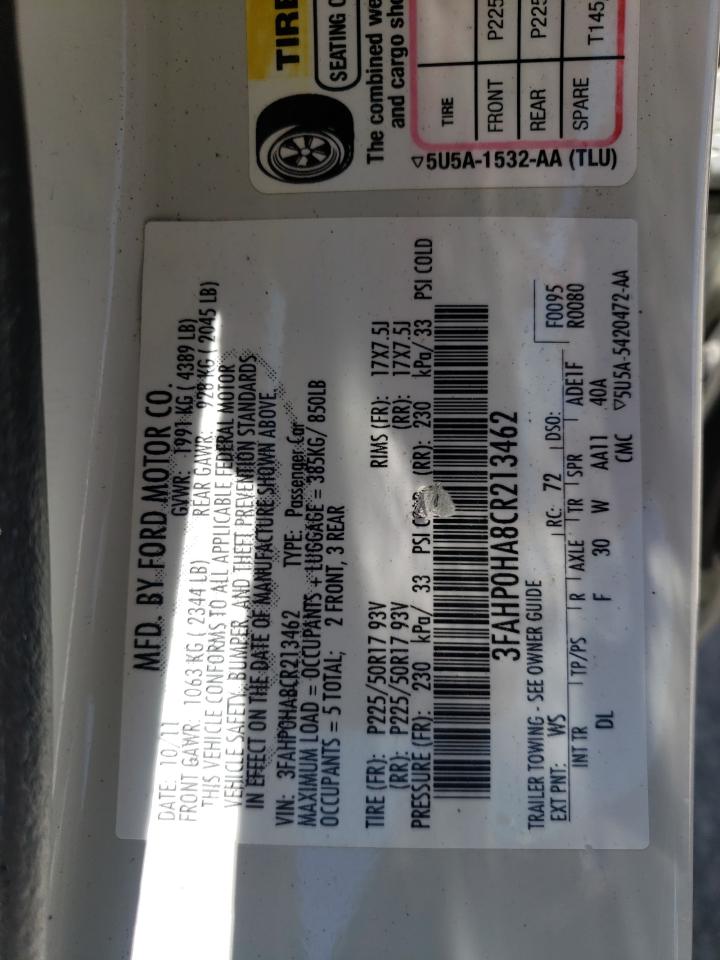 MFD. BY FORD MOTOR CO.
DATE: 10/11 GVWR: 1991 KG ( 4389 LB)
FRONT GAWR: 1063 KG ( 2344 LB) REAR GAWR: 928 KG ( 2045 LB)
THIS VEHICLE CONFORMS TO ALL APPLICABLE FEDERAL MOTOR
VEHICLE SAFETY, BUMPER, AND THEFT PREVENTION STANDARDS
IN EFFECT ON THE DATE OF MANUFACTURE SHOWN ABOVE.
VIN: 3FAHP0HA8CR213462 TYPE: Passenger Car
MAXIMUM LOAD = OCCUPANTS + LUGGAGE = 385KG/ 850LB
OCCUPANTS = 5 TOTAL; 2 FRONT, 3 REAR
TIRE (FR): P225/50R17 93V RIMS (FR): 17X7.5J
(RR): P225/50R17 93V (RR): 17X7.5J
PRESSURE (FR): 230 kPa/ 33 PSI COLD (RR): 230 kPa/ 33 PSI COLD
3FAHP0HA8CR213462
TRAILER TOWING - SEE OWNER GUIDE
EXT PNT: WS RC: 72 DSO: F0095
R0080
INT TR TP/PS R AXLE TR SPR ADE1F
DL F 30 W AA11 40A
CMC ▽5U5A-5420472-AA
TIRE
SEATING
The combined
and cargo
TIRE
FRONT P225
REAR P225
SPARE T145
▽5U5A-1532-AA (TLU)